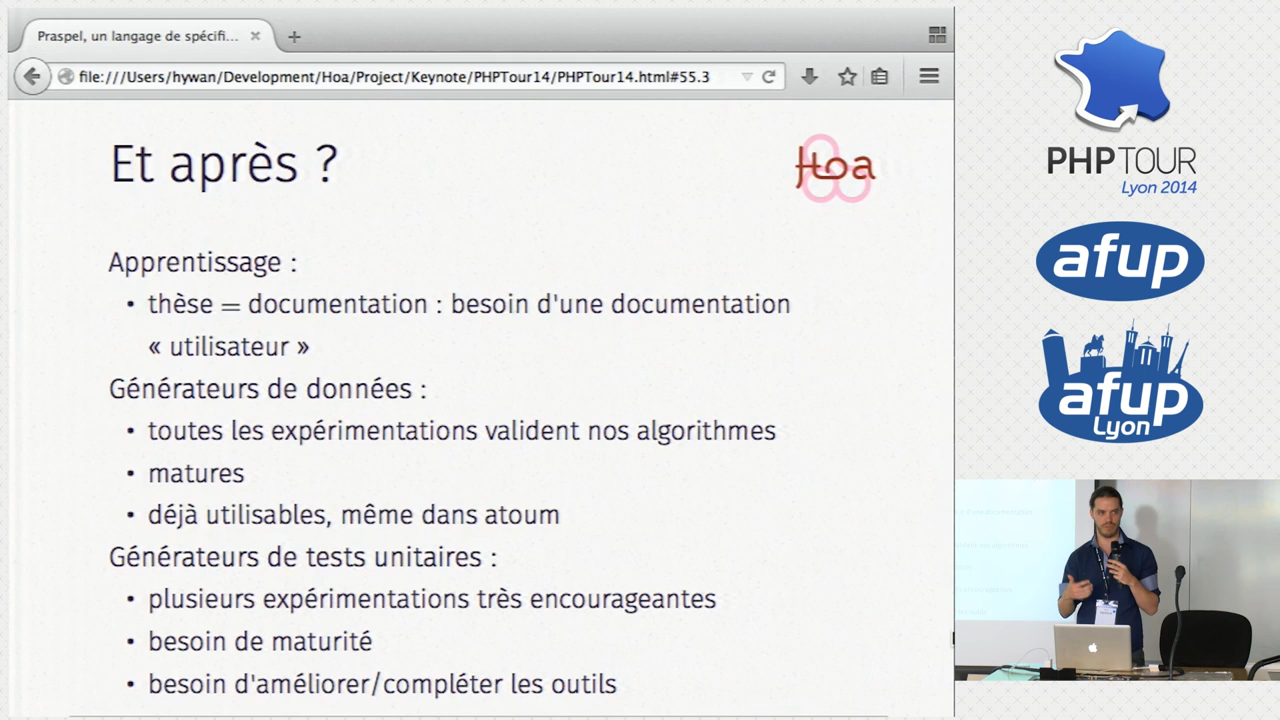 Praspel, un langage de spécifi...
file:///Users/hywan/Development/Hoa/Project/Keynote/PHPTour14/PHPTour14.html#55.3
Et après ?
Hoa
Apprentissage :
• thèse = documentation : besoin d'une documentation
« utilisateur »
Générateurs de données :
• toutes les expérimentations valident nos algorithmes
• matures
• déjà utilisables, même dans atoum
Générateurs de tests unitaires :
• plusieurs expérimentations très encourageantes
• besoin de maturité
• besoin d'améliorer/compléter les outils
PHPTOUR
Lyon 2014
afup
afup
Lyon